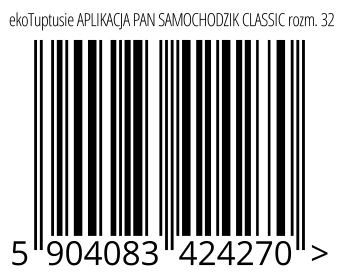 ekoTuptusie APLIKACJA PAN SAMOCHODZIK CLASSIC rozm. 32
5 904083 424270 >